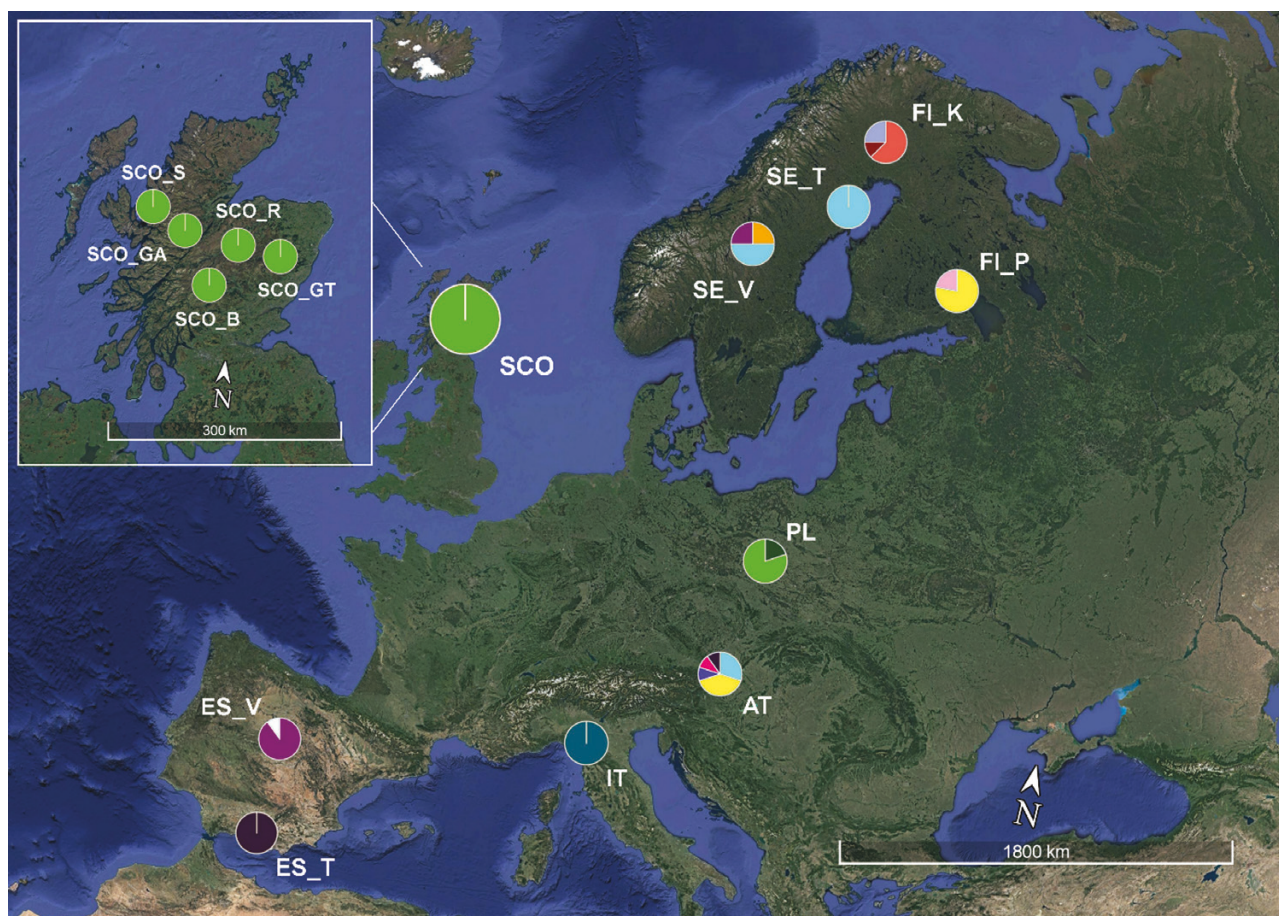 SCO_S
SCO_R
SCO_GA
SCO_GT
SCO_B
N
300 km
FI_K
SE_T
SE_V
FI_P
SCO
PL
AT
ES_V
IT
ES_T
N
1800 km